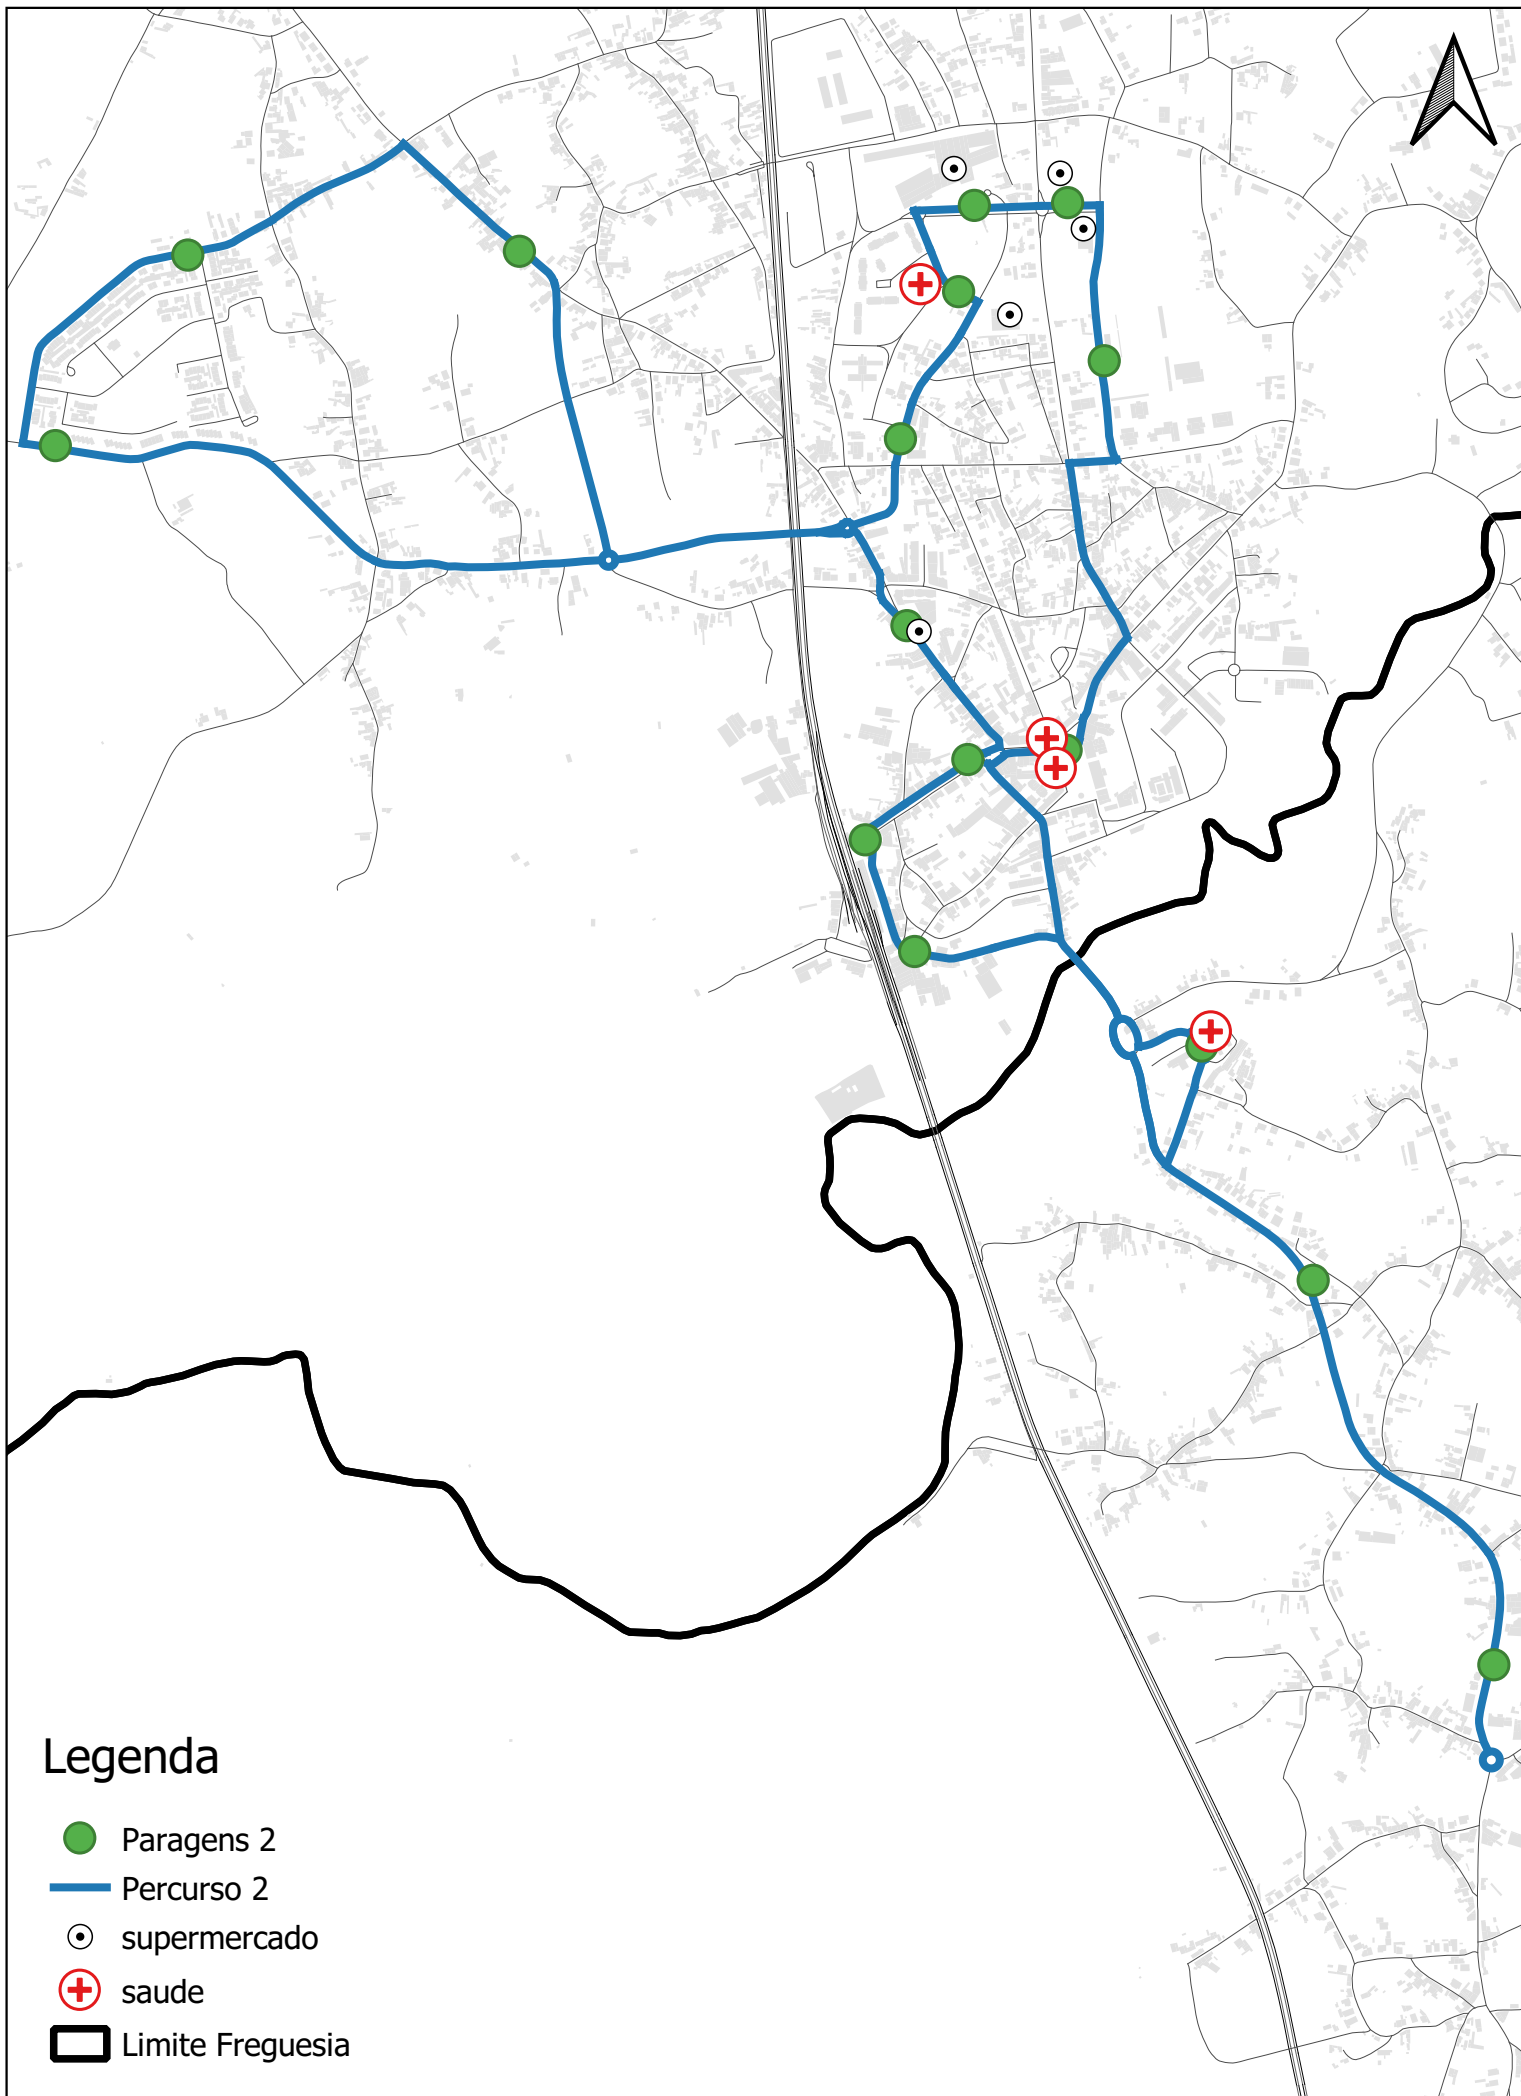 Legenda
Paragens 2
Percurso 2
supermercado
saude
Limite Freguesia